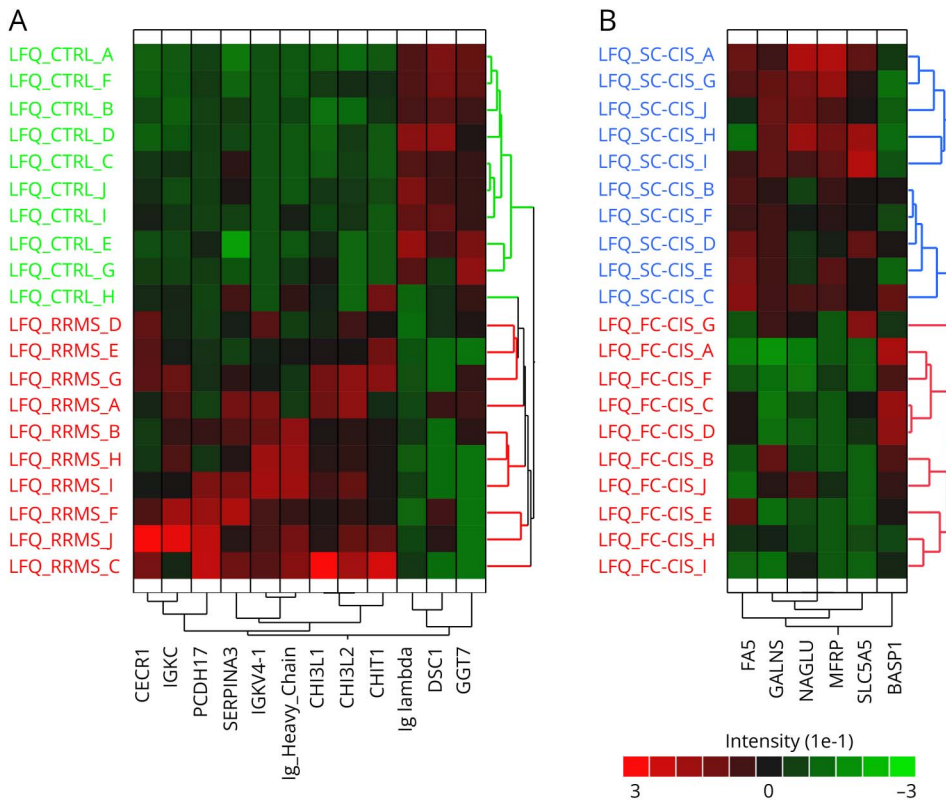 A
LFQ_CTRL_A
LFQ_CTRL_F
LFQ_CTRL_B
LFQ_CTRL_D
LFQ_CTRL_C
LFQ_CTRL_J
LFQ_CTRL_I
LFQ_CTRL_E
LFQ_CTRL_G
LFQ_CTRL_H
LFQ_RRMS_D
LFQ_RRMS_E
LFQ_RRMS_G
LFQ_RRMS_A
LFQ_RRMS_B
LFQ_RRMS_H
LFQ_RRMS_I
LFQ_RRMS_F
LFQ_RRMS_J
LFQ_RRMS_C
CECR1
IGKC
PCDH17
SERPINA3
IGKV4-1
Ig_Heavy_Chain
CHI3L1
CHI3L2
CHIT1
Ig lambda
DSC1
GGT7
B
LFQ_SC-CIS_A
LFQ_SC-CIS_G
LFQ_SC-CIS_J
LFQ_SC-CIS_H
LFQ_SC-CIS_I
LFQ_SC-CIS_B
LFQ_SC-CIS_F
LFQ_SC-CIS_D
LFQ_SC-CIS_E
LFQ_SC-CIS_C
LFQ_FC-CIS_G
LFQ_FC-CIS_A
LFQ_FC-CIS_F
LFQ_FC-CIS_C
LFQ_FC-CIS_D
LFQ_FC-CIS_B
LFQ_FC-CIS_J
LFQ_FC-CIS_E
LFQ_FC-CIS_H
LFQ_FC-CIS_I
FA5
GALNS
NAGLU
MFRP
SLC5A5
BASP1
Intensity (1e-1)
3 0 –3